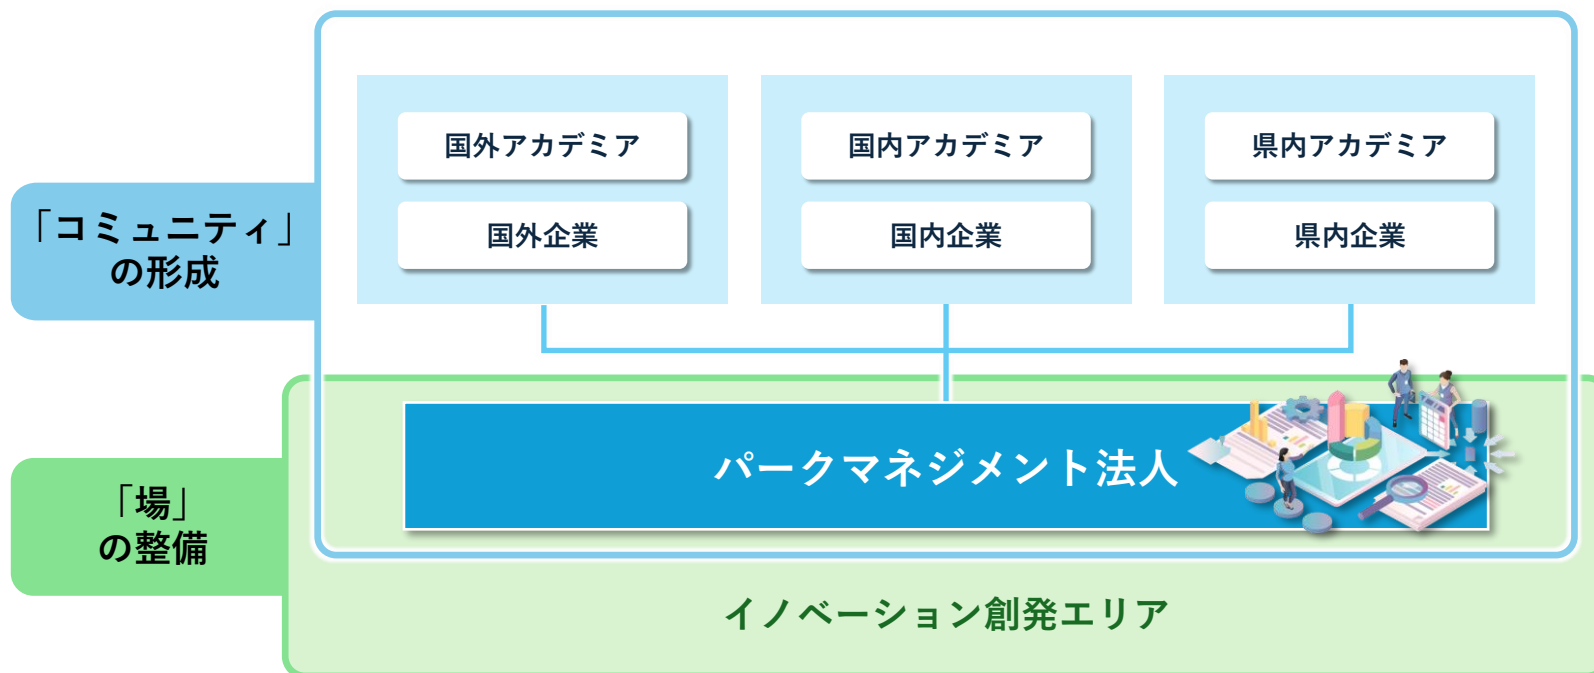 国外アカデミア
国内アカデミア
県内アカデミア
国外企業
国内企業
県内企業
「コミュニティ」
の形成
パークマネジメント法人
「場」
の整備
イノベーション創発エリア